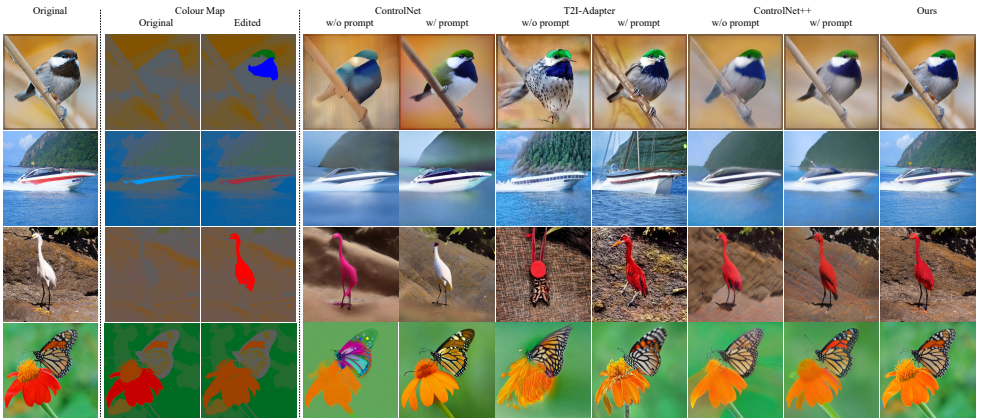 Original Colour Map ControlNet T2I-Adapter ControlNet++ Ours
Original Edited w/o prompt w/ prompt w/o prompt w/ prompt w/o prompt w/ prompt